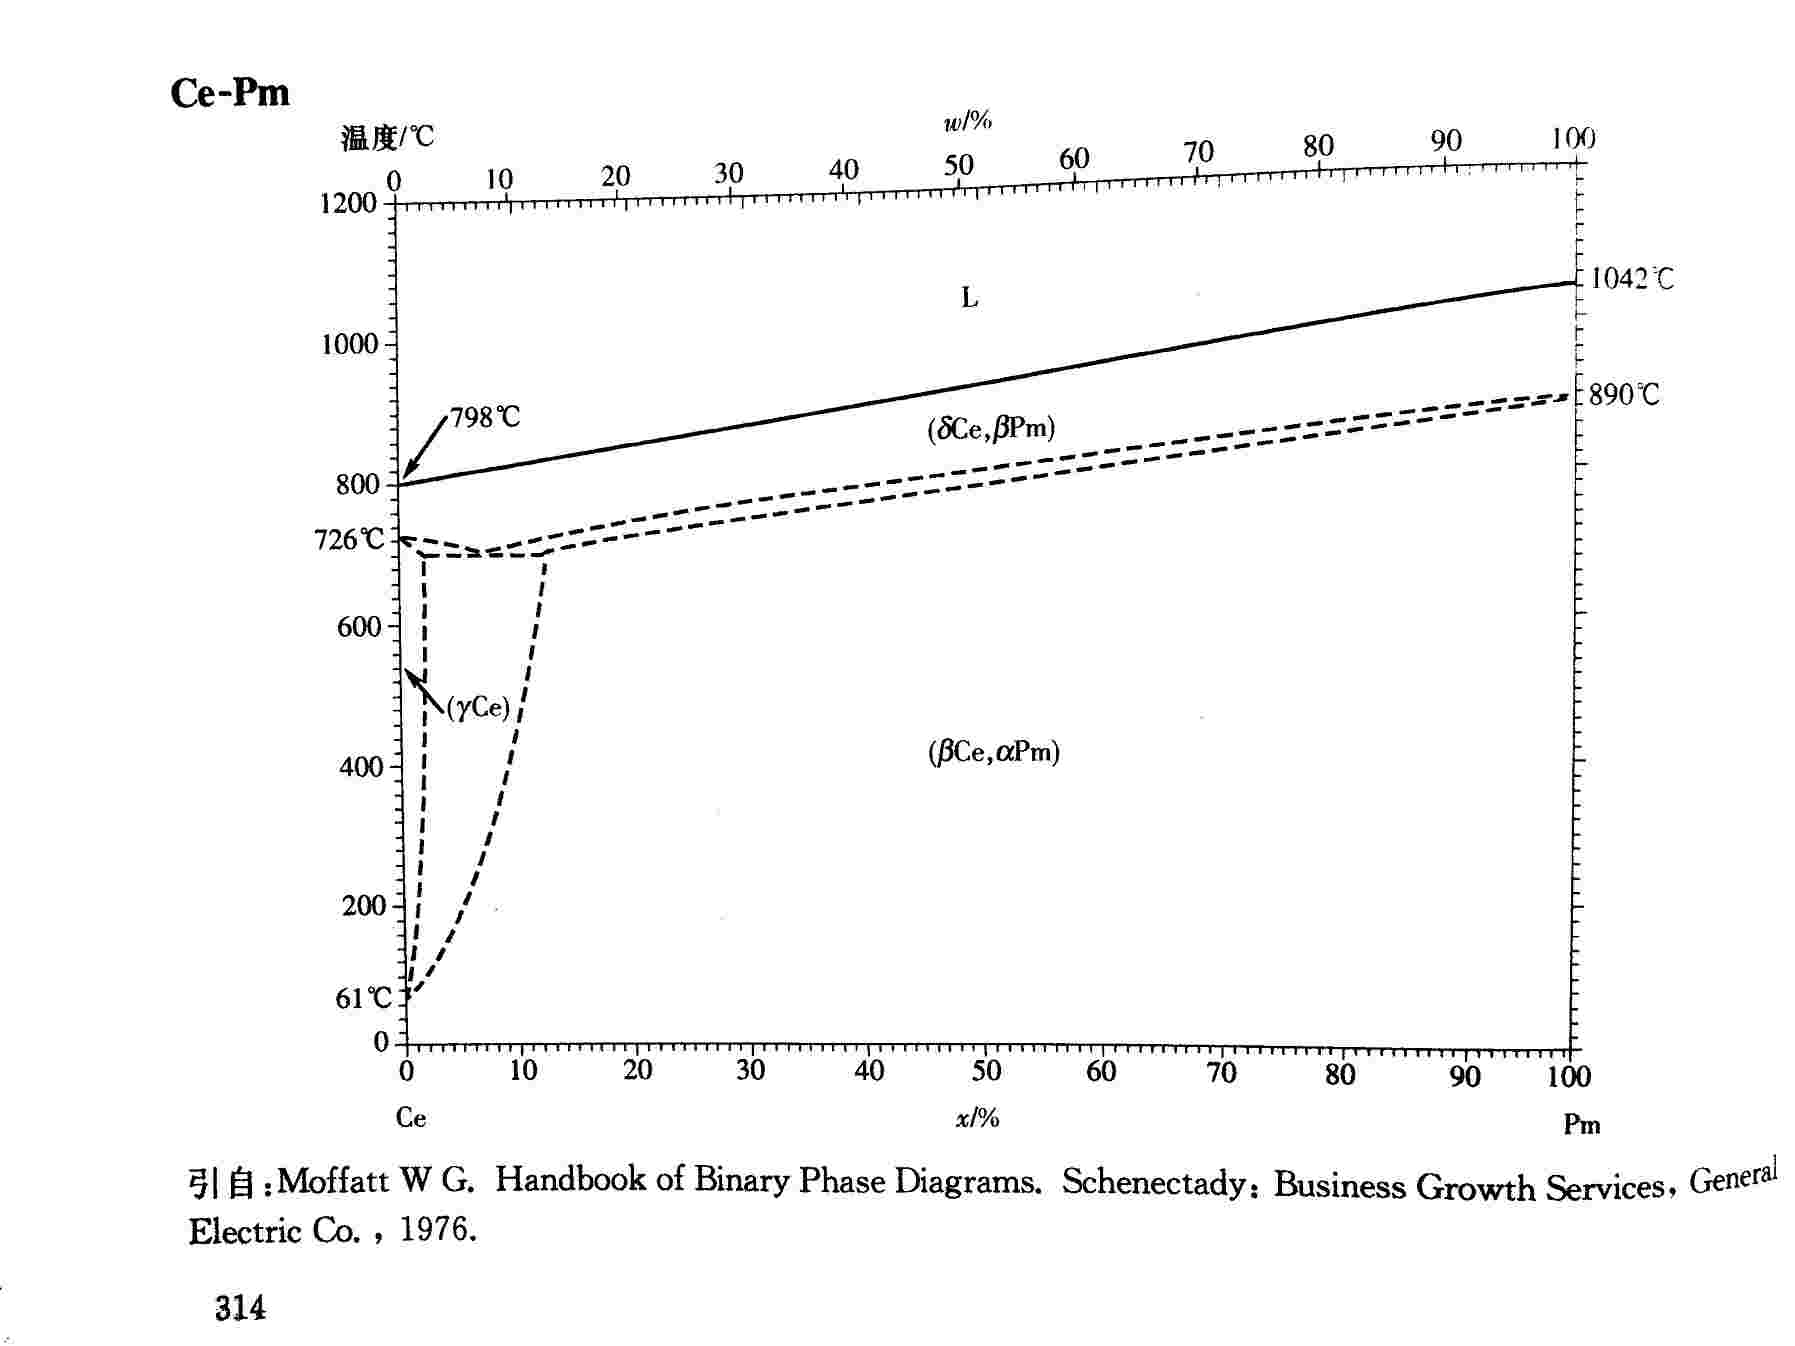 Ce-Pm
温度/℃
w/%
0 10 20 30 40 50 60 70 80 90 100
1200
L
1042℃
1000
890℃
798℃
(δCe,βPm)
800
726℃
600
(γCe)
(βCe,αPm)
400
200
61℃
0
0 10 20 30 40 50 60 70 80 90 100
Ce x/% Pm
引自:Moffatt W G. Handbook of Binary Phase Diagrams. Schenectady: Business Growth Services, General
Electric Co. , 1976.
314